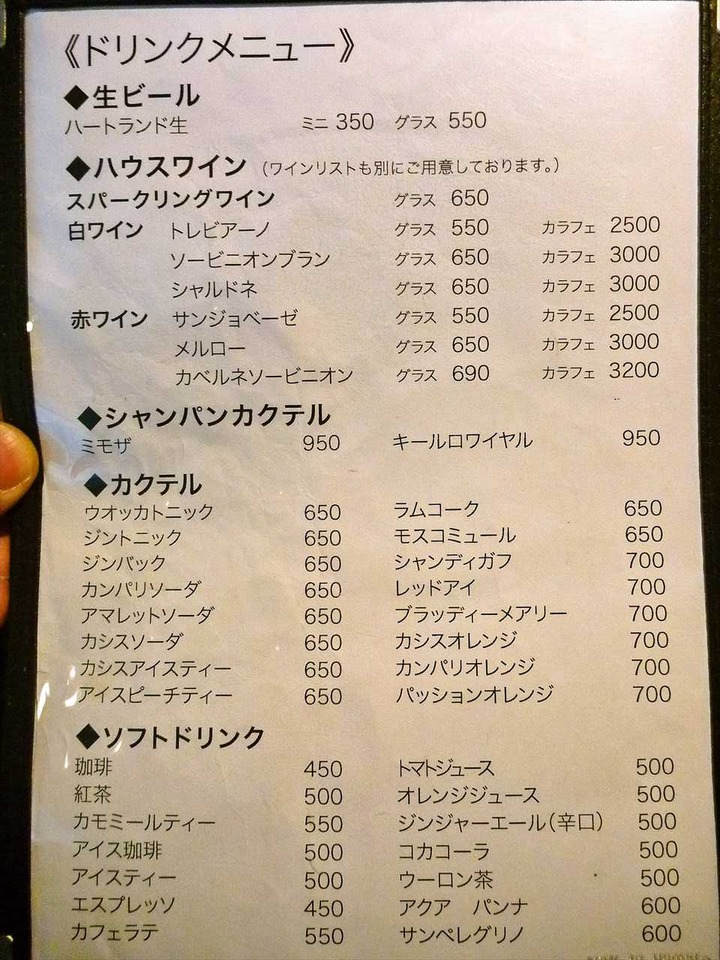 《ドリンクメニュー》
◆生ビール
ハートランド生 ミニ 350 グラス 550
◆ハウスワイン (ワインリストも別にご用意しております。)
スパークリングワイン グラス 650
白ワイン トレビアーノ グラス 550 カラフェ 2500
ソービニオンブラン グラス 650 カラフェ 3000
シャルドネ グラス 650 カラフェ 3000
赤ワイン サンジョベーゼ グラス 550 カラフェ 2500
メルロー グラス 650 カラフェ 3000
カベルネソービニオン グラス 690 カラフェ 3200
◆シャンパンカクテル
ミモザ 950 キールロワイヤル 950
◆カクテル
ウオッカトニック 650 ラムコーク 650
ジントニック 650 モスコミュール 650
ジンバック 650 シャンディガフ 700
カンパリソーダ 650 レッドアイ 700
アマレットソーダ 650 ブラッディーメアリー 700
カシスソーダ 650 カシスオレンジ 700
カシスアイスティー 650 カンパリオレンジ 700
アイスピーチティー 650 パッションオレンジ 700
◆ソフトドリンク
珈琲 450 トマトジュース 500
紅茶 500 オレンジジュース 500
カモミールティー 550 ジンジャーエール(辛口) 500
アイス珈琲 500 コカコーラ 500
アイスティー 500 ウーロン茶 500
エスプレッソ 450 アクア パンナ 600
カフェラテ 550 サンペレグリノ 600